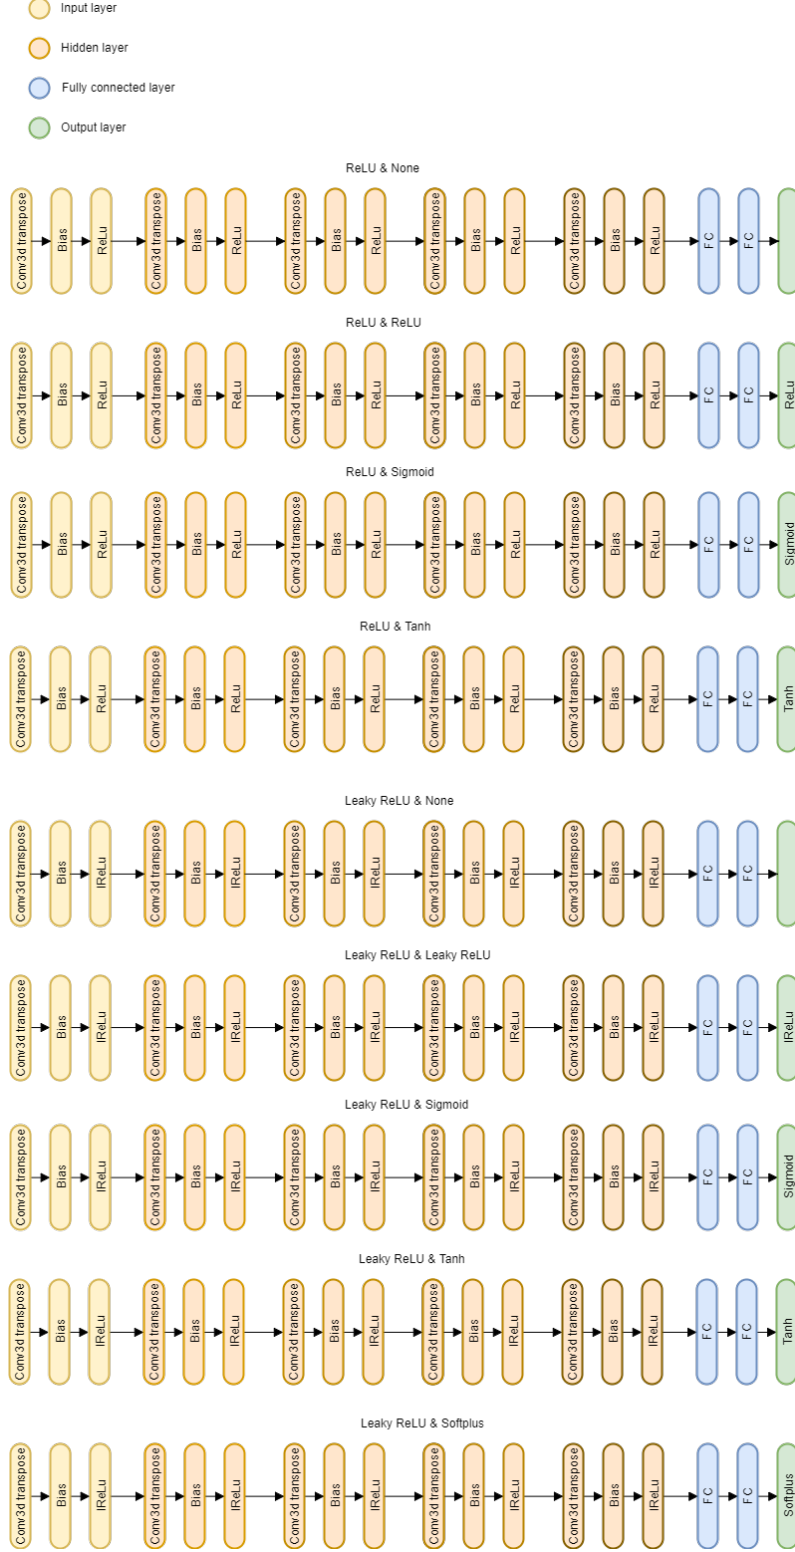 Input layer
Hidden layer
Fully connected layer
Output layer
ReLU & None
Conv3d transpose Bias ReLu Conv3d transpose Bias ReLu Conv3d transpose Bias ReLu Conv3d transpose Bias ReLu Conv3d transpose Bias ReLu FC FC
ReLU & ReLU
Conv3d transpose Bias ReLu Conv3d transpose Bias ReLu Conv3d transpose Bias ReLu Conv3d transpose Bias ReLu Conv3d transpose Bias ReLu FC FC ReLu
ReLU & Sigmoid
Conv3d transpose Bias ReLu Conv3d transpose Bias ReLu Conv3d transpose Bias ReLu Conv3d transpose Bias ReLu Conv3d transpose Bias ReLu FC FC Sigmoid
ReLU & Tanh
Conv3d transpose Bias ReLu Conv3d transpose Bias ReLu Conv3d transpose Bias ReLu Conv3d transpose Bias ReLu Conv3d transpose Bias ReLu FC FC Tanh
Leaky ReLU & None
Conv3d transpose Bias lReLu Conv3d transpose Bias lReLu Conv3d transpose Bias lReLu Conv3d transpose Bias lReLu Conv3d transpose Bias lReLu FC FC
Leaky ReLU & Leaky ReLU
Conv3d transpose Bias lReLu Conv3d transpose Bias lReLu Conv3d transpose Bias lReLu Conv3d transpose Bias lReLu Conv3d transpose Bias lReLu FC FC lReLu
Leaky ReLU & Sigmoid
Conv3d transpose Bias lReLu Conv3d transpose Bias lReLu Conv3d transpose Bias lReLu Conv3d transpose Bias lReLu Conv3d transpose Bias lReLu FC FC Sigmoid
Leaky ReLU & Tanh
Conv3d transpose Bias lReLu Conv3d transpose Bias lReLu Conv3d transpose Bias lReLu Conv3d transpose Bias lReLu Conv3d transpose Bias lReLu FC FC Tanh
Leaky ReLU & Softplus
Conv3d transpose Bias lReLu Conv3d transpose Bias lReLu Conv3d transpose Bias lReLu Conv3d transpose Bias lReLu Conv3d transpose Bias lReLu FC FC Softplus